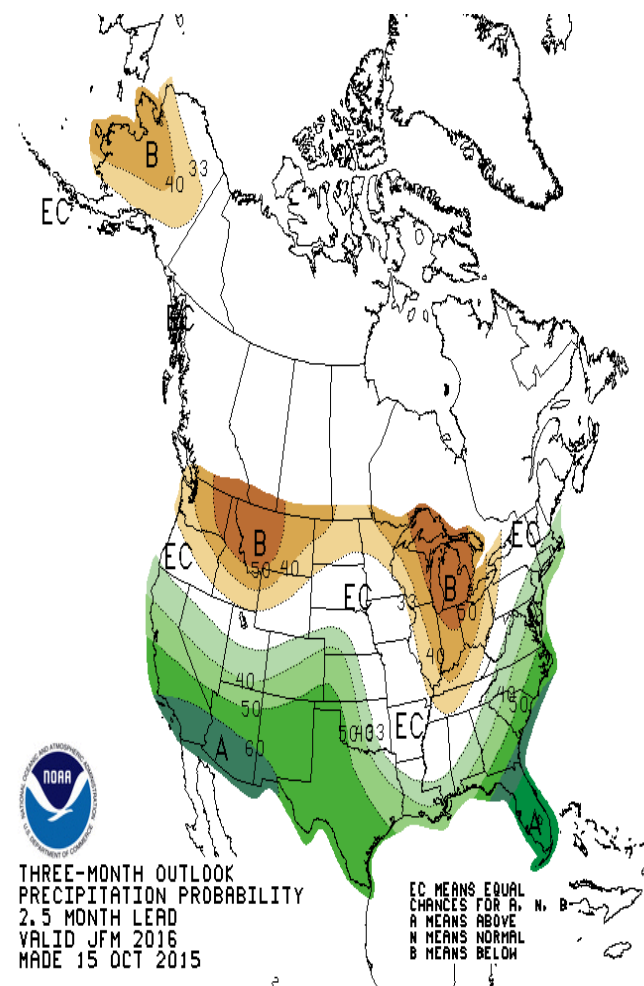 B
33
40
EC
EC
B
50
40
EC
EC
EC
B
50
33
40
40
50
EC
40
50
60
A
50
40
33
A
NATIONAL OCEANIC AND ATMOSPHERIC ADMINISTRATION
NOAA
U.S. DEPARTMENT OF COMMERCE
THREE-MONTH OUTLOOK
PRECIPITATION PROBABILITY
2.5 MONTH LEAD
VALID JFM 2016
MADE 15 OCT 2015
EC MEANS EQUAL
CHANCES FOR A, N, B
A MEANS ABOVE
N MEANS NORMAL
B MEANS BELOW